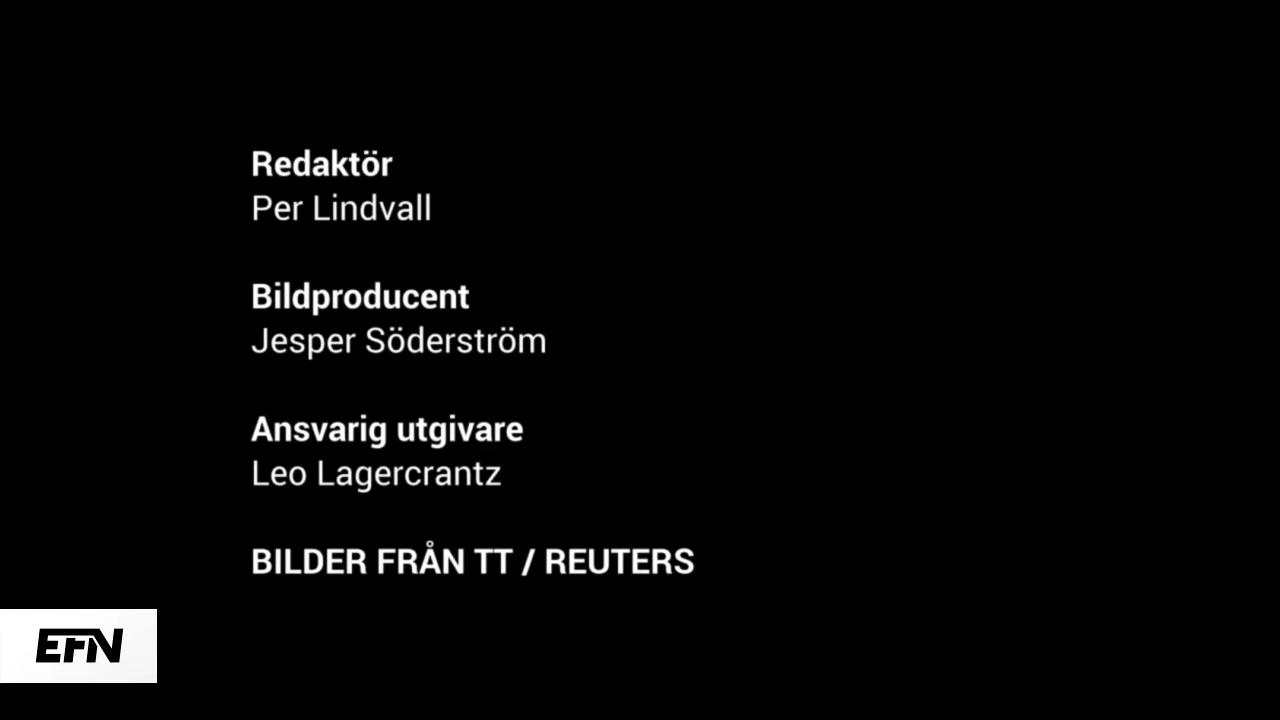 Redaktör
Per Lindvall
Bildproducent
Jesper Söderström
Ansvarig utgivare
Leo Lagercrantz
BILDER FRÅN TT / REUTERS
EFN